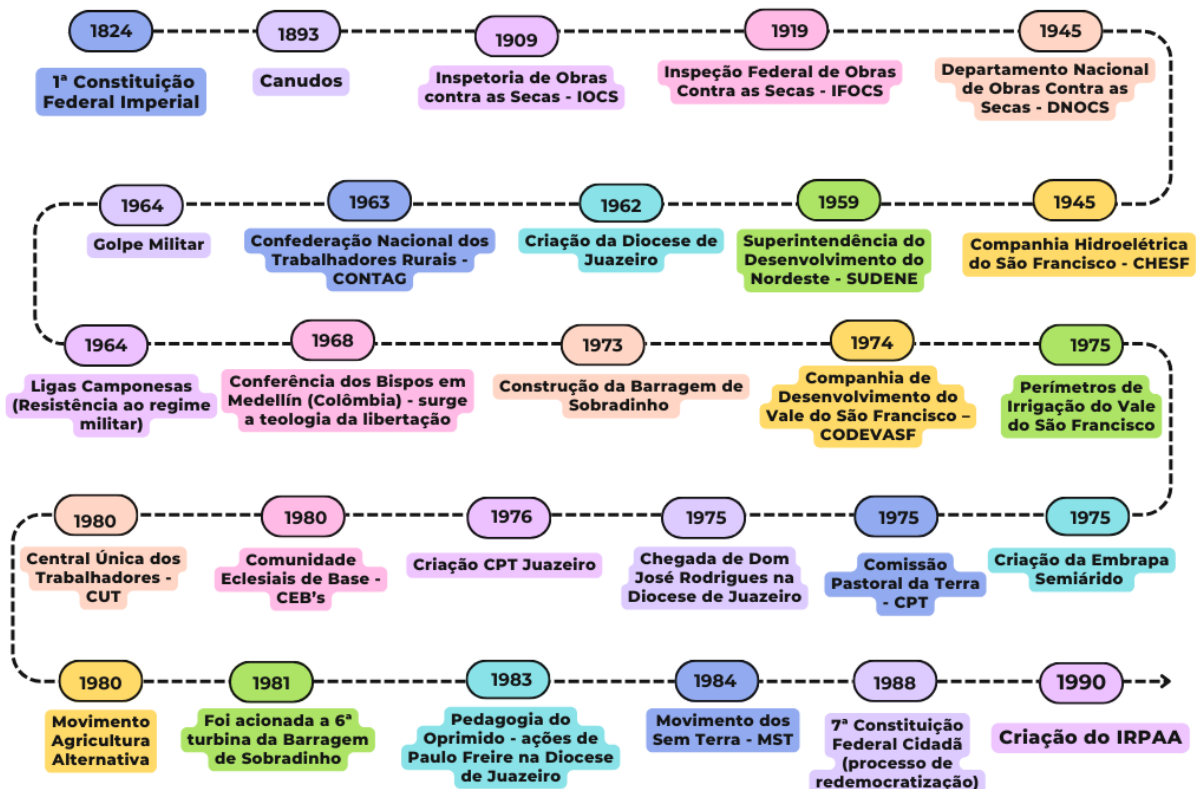 1824
1ª Constituição
Federal Imperial
1893
Canudos
1909
Inspetoria de Obras
contra as Secas - IOCS
1919
Inspeção Federal de Obras
Contra as Secas - IFOCS
1945
Departamento Nacional
de Obras Contra as
Secas - DNOCS
1945
Companhia Hidroelétrica
do São Francisco - CHESF
1959
Superintendência do
Desenvolvimento do
Nordeste - SUDENE
1962
Criação da Diocese de
Juazeiro
1963
Confederação Nacional dos
Trabalhadores Rurais -
CONTAG
1964
Golpe Militar
1964
Ligas Camponesas
(Resistência ao regime
militar)
1968
Conferência dos Bispos em
Medellín (Colômbia) - surge
a teologia da libertação
1973
Construção da Barragem de
Sobradinho
1974
Companhia de
Desenvolvimento do
Vale do São Francisco –
CODEVASF
1975
Perímetros de
Irrigação do Vale
do São Francisco
1975
Criação da Embrapa
Semiárido
1975
Comissão
Pastoral da Terra
- CPT
1975
Chegada de Dom
José Rodrigues na
Diocese de Juazeiro
1976
Criação CPT Juazeiro
1980
Comunidade
Eclesiais de Base -
CEB's
1980
Central Única dos
Trabalhadores -
CUT
1980
Movimento
Agricultura
Alternativa
1981
Foi acionada a 6ª
turbina da Barragem
de Sobradinho
1983
Pedagogia do
Oprimido - ações de
Paulo Freire na Diocese
de Juazeiro
1984
Movimento dos
Sem Terra - MST
1988
7ª Constituição
Federal Cidadã
(processo de
redemocratização)
1990
Criação do IRPAA